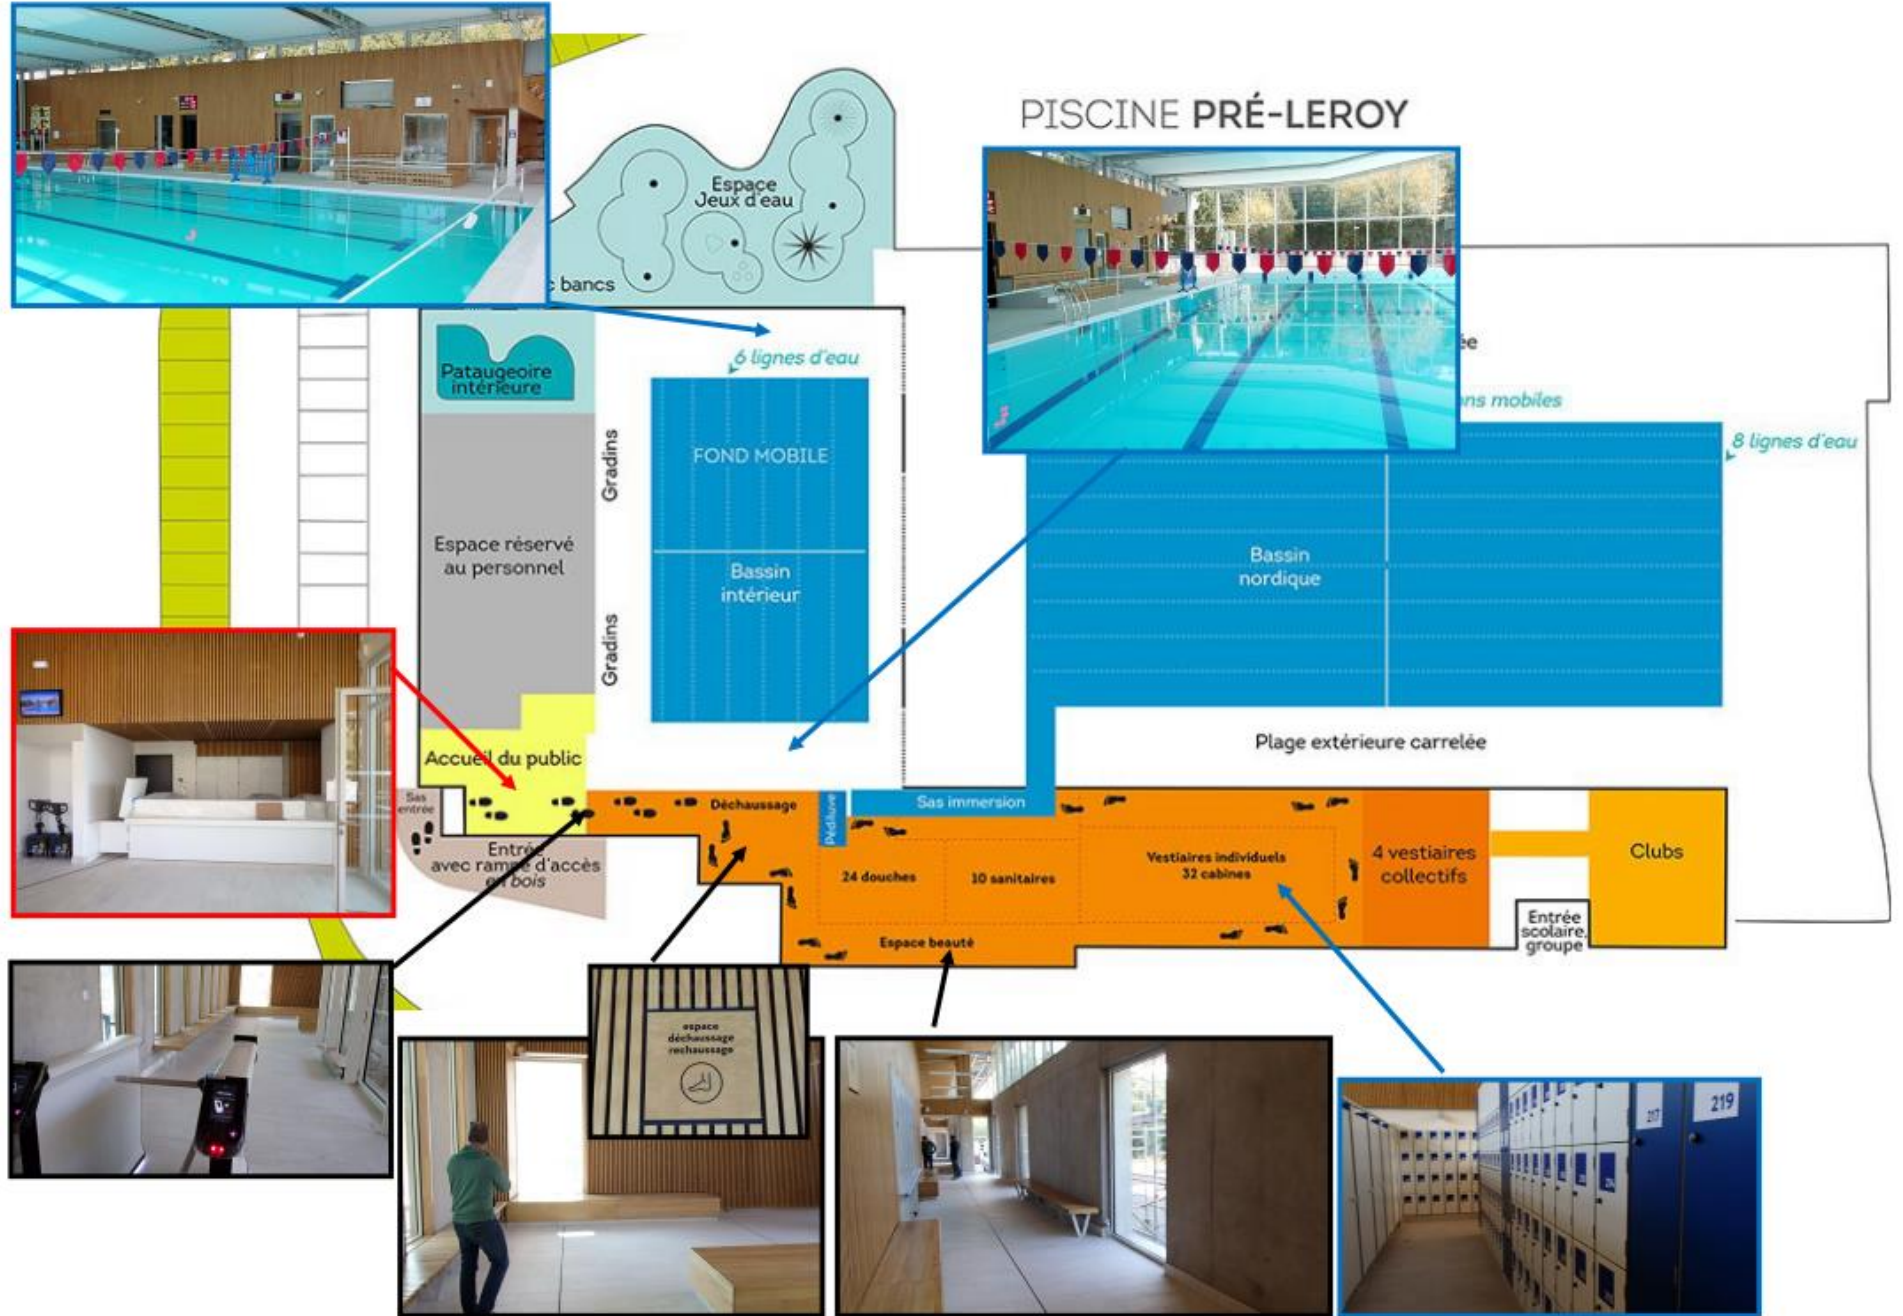 PISCINE PRÉ-LEROY
Espace
Jeux d'eau
c bancs
6 lignes d'eau
ée
ns mobiles
8 lignes d'eau
Pataugeoire
intérieure
Gradins
FOND MOBILE
Espace réservé
au personnel
Bassin
intérieur
Gradins
Bassin
nordique
Accueil du public
Plage extérieure carrelée
Sas
entrée
Déchaussage
Pédiluve
Sas immersion
Entrée
avec rampe d'accès
en bois
24 douches
10 sanitaires
Vestiaires individuels
32 cabines
4 vestiaires
collectifs
Clubs
Espace beauté
Entrée
scolaire,
groupe
espace
déchaussage
rechaussage
217
219